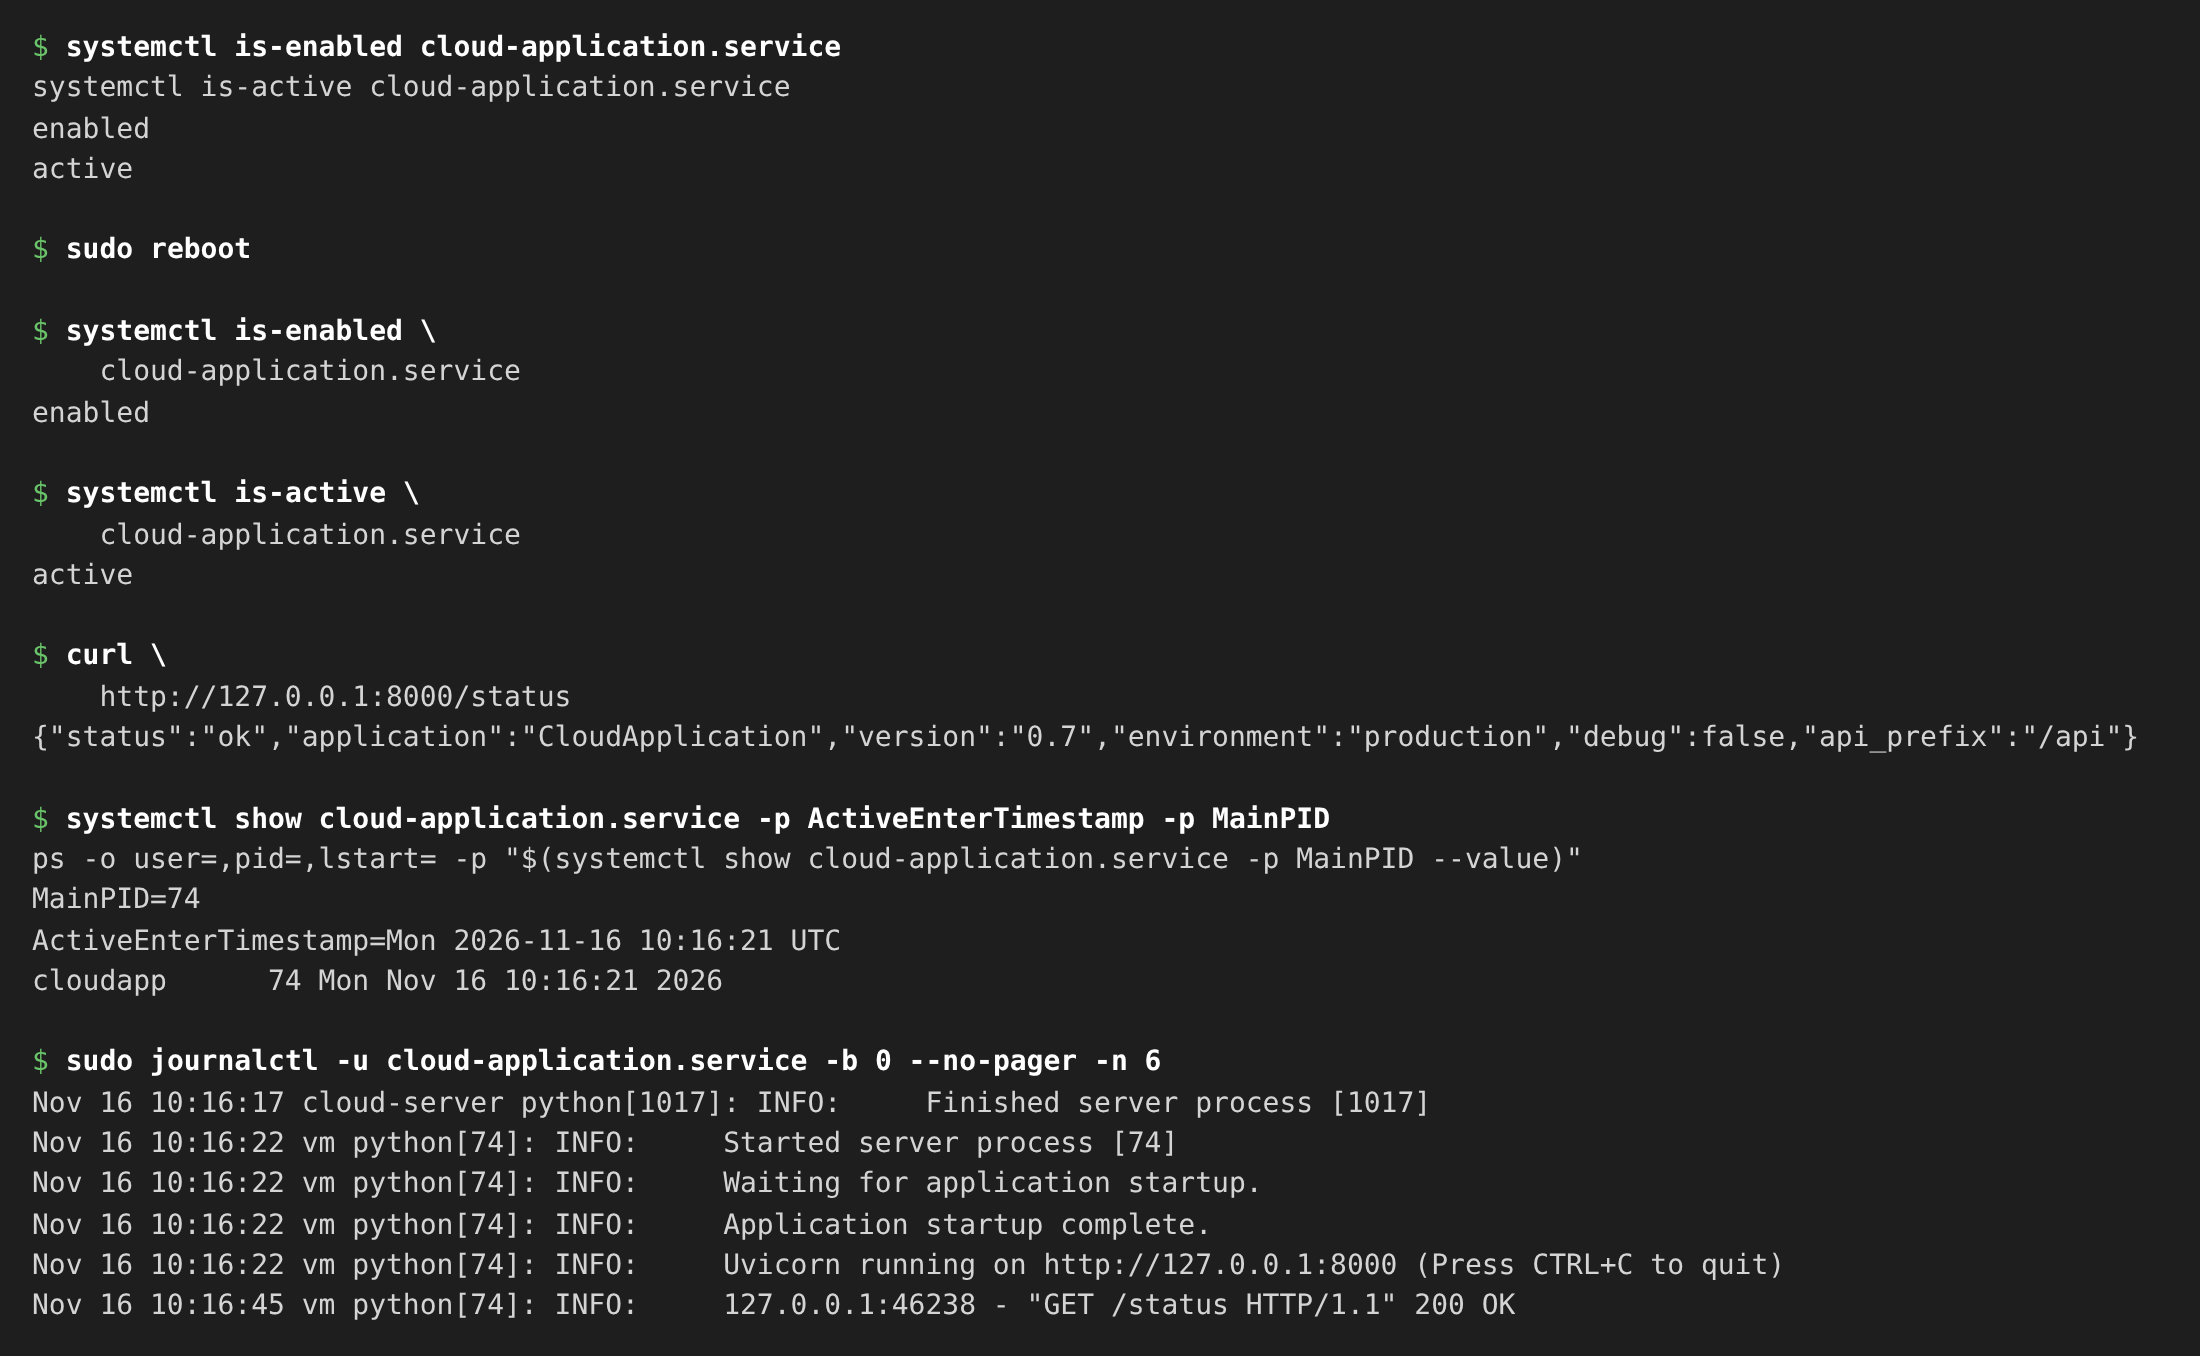 $ systemctl is-enabled cloud-application.service
systemctl is-active cloud-application.service
enabled
active
$ sudo reboot
$ systemctl is-enabled \
    cloud-application.service
enabled
$ systemctl is-active \
    cloud-application.service
active
$ curl \
    http://127.0.0.1:8000/status
{"status":"ok","application":"CloudApplication","version":"0.7","environment":"production","debug":false,"api_prefix":"/api"}
$ systemctl show cloud-application.service -p ActiveEnterTimestamp -p MainPID
ps -o user=,pid=,lstart= -p "$(systemctl show cloud-application.service -p MainPID --value)"
MainPID=74
ActiveEnterTimestamp=Mon 2026-11-16 10:16:21 UTC
cloudapp      74 Mon Nov 16 10:16:21 2026
$ sudo journalctl -u cloud-application.service -b 0 --no-pager -n 6
Nov 16 10:16:17 cloud-server python[1017]: INFO:     Finished server process [1017]
Nov 16 10:16:22 vm python[74]: INFO:     Started server process [74]
Nov 16 10:16:22 vm python[74]: INFO:     Waiting for application startup.
Nov 16 10:16:22 vm python[74]: INFO:     Application startup complete.
Nov 16 10:16:22 vm python[74]: INFO:     Uvicorn running on http://127.0.0.1:8000 (Press CTRL+C to quit)
Nov 16 10:16:45 vm python[74]: INFO:     127.0.0.1:46238 - "GET /status HTTP/1.1" 200 OK